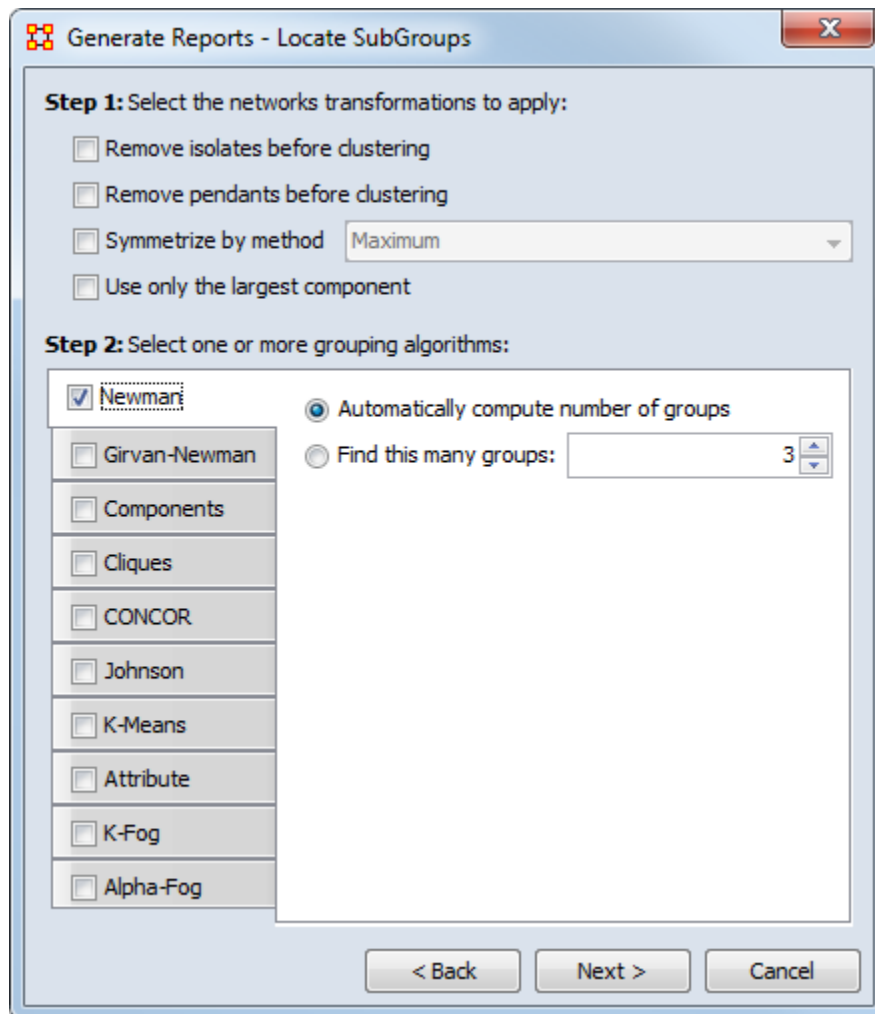 Generate Reports - Locate SubGroups
Step 1: Select the networks transformations to apply:
Remove isolates before clustering
Remove pendants before clustering
Symmetrize by method Maximum
Use only the largest component
Step 2: Select one or more grouping algorithms:
Newman
Automatically compute number of groups
Girvan-Newman
Find this many groups: 3
Components
Cliques
CONCOR
Johnson
K-Means
Attribute
K-Fog
Alpha-Fog
< Back Next > Cancel